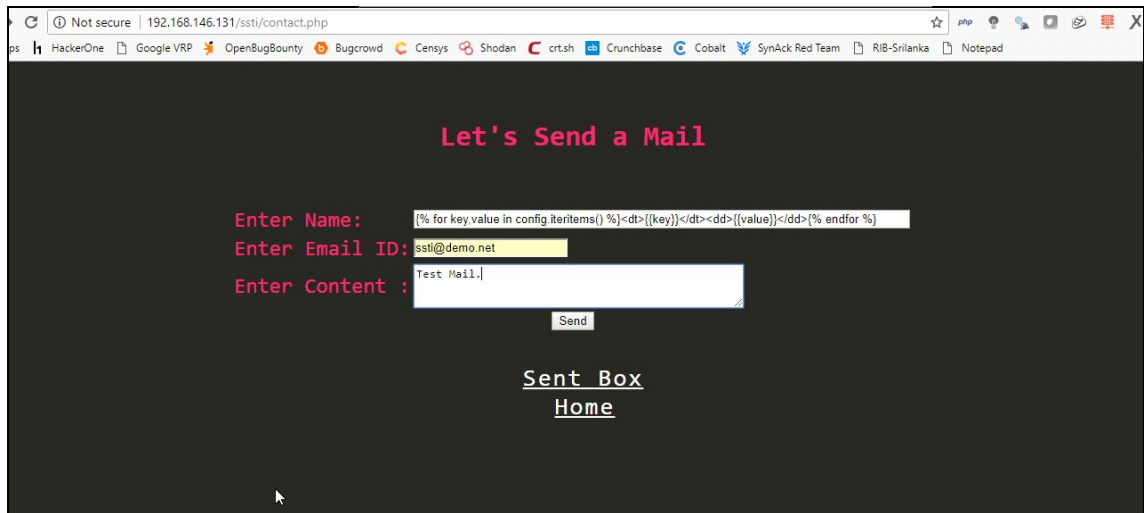 Not secure | 192.168.146.131/ssti/contact.php
php
ps HackerOne Google VRP OpenBugBounty Bugcrowd Censys Shodan crt.sh cb Crunchbase Cobalt SynAck Red Team RIB-Srilanka Notepad
Let's Send a Mail
Enter Name: {% for key,value in config.iteritems() %}<dt>{{key}}</dt><dd>{{value}}</dd>{% endfor %}
Enter Email ID: ssti@demo.net
Enter Content : Test Mail.
Send
Sent Box
Home